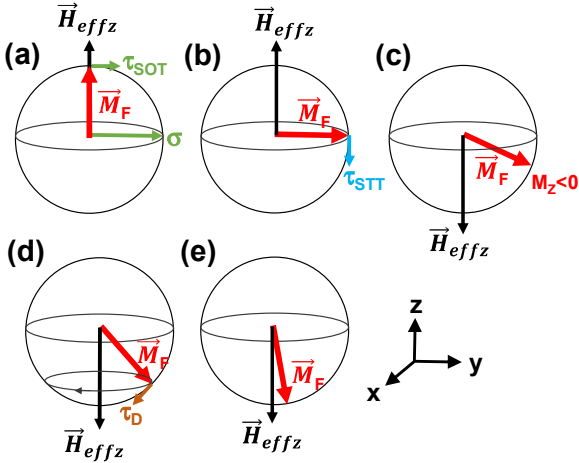 (a)
H⃗effz
τSOT
M⃗F
σ
(b)
H⃗effz
M⃗F
τSTT
(c)
M⃗F
MZ<0
H⃗effz
(d)
M⃗F
τD
H⃗effz
(e)
M⃗F
H⃗effz
z
y
x